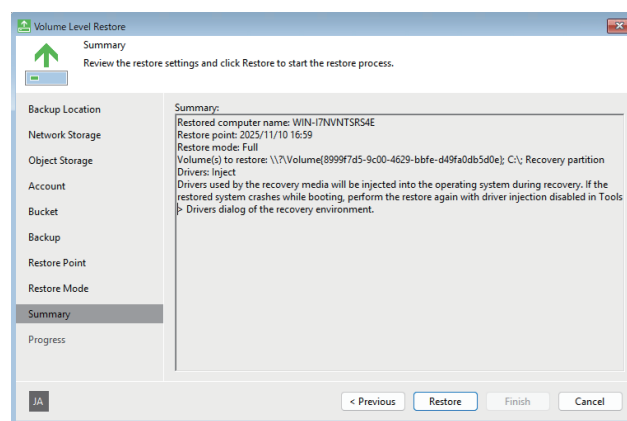 Volume Level Restore
Summary
Review the restore settings and click Restore to start the restore process.
Backup Location
Network Storage
Object Storage
Account
Bucket
Backup
Restore Point
Restore Mode
Summary
Progress
Summary:
Restored computer name: WIN-I7NVNTSRS4E
Restore point: 2025/11/10 16:59
Restore mode: Full
Volume(s) to restore: \\?\Volume{8999f7d5-9c00-4629-bbfe-d49fa0db5d0e}; C:\; Recovery partition
Drivers: Inject
Drivers used by the recovery media will be injected into the operating system during recovery. If the
restored system crashes while booting, perform the restore again with driver injection disabled in Tools
> Drivers dialog of the recovery environment.
JA
< Previous
Restore
Finish
Cancel